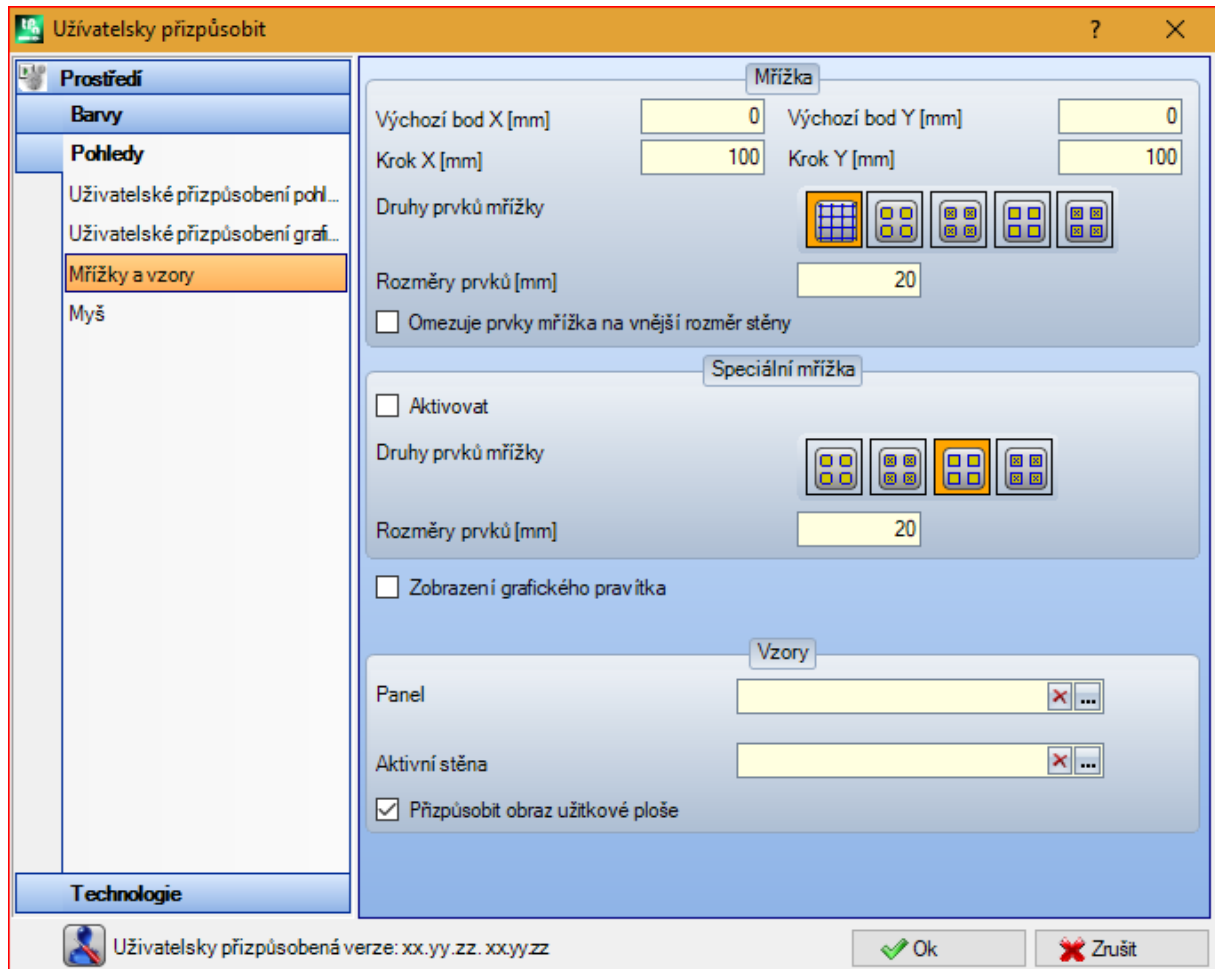 Užívatelsky přizpůsobit ?
Prostředí
Barvy
Pohledy
Uživatelské přizpůsobení pohl...
Uživatelské přizpůsobení grafi...
Mřížky a vzory
Myš
Technologie
Mřížka
Výchozí bod X [mm] 0 Výchozí bod Y [mm] 0
Krok X [mm] 100 Krok Y [mm] 100
Druhy prvků mřížky
Rozměry prvků [mm] 20
Omezuje prvky mřížka na vnější rozměr stěny
Speciální mřížka
Aktivovat
Druhy prvků mřížky
Rozměry prvků [mm] 20
Zobrazení grafického pravítka
Vzory
Panel ...
Aktivní stěna ...
Přizpůsobit obraz užitkové ploše
Uživatelsky přizpůsobená verze: xx.yy.zz. xx.yy.zz
Ok Zrušit